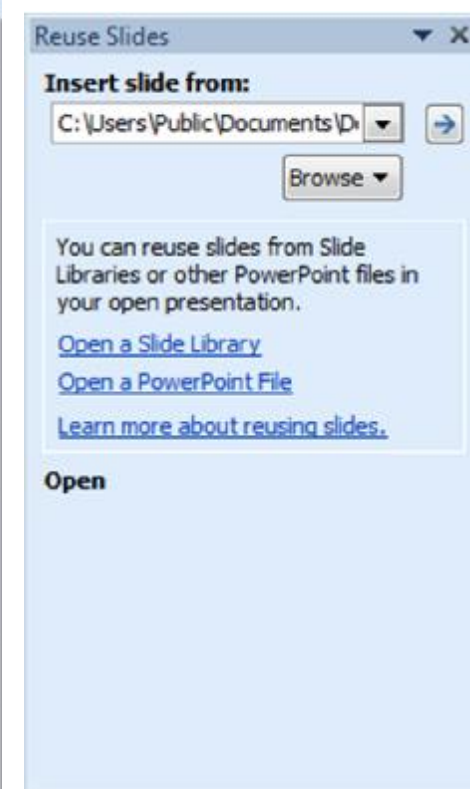 Reuse Slides
Insert slide from:
C:\Users\Public\Documents\D
Browse
You can reuse slides from Slide
Libraries or other PowerPoint files in
your open presentation.
Open a Slide Library
Open a PowerPoint File
Learn more about reusing slides.
Open